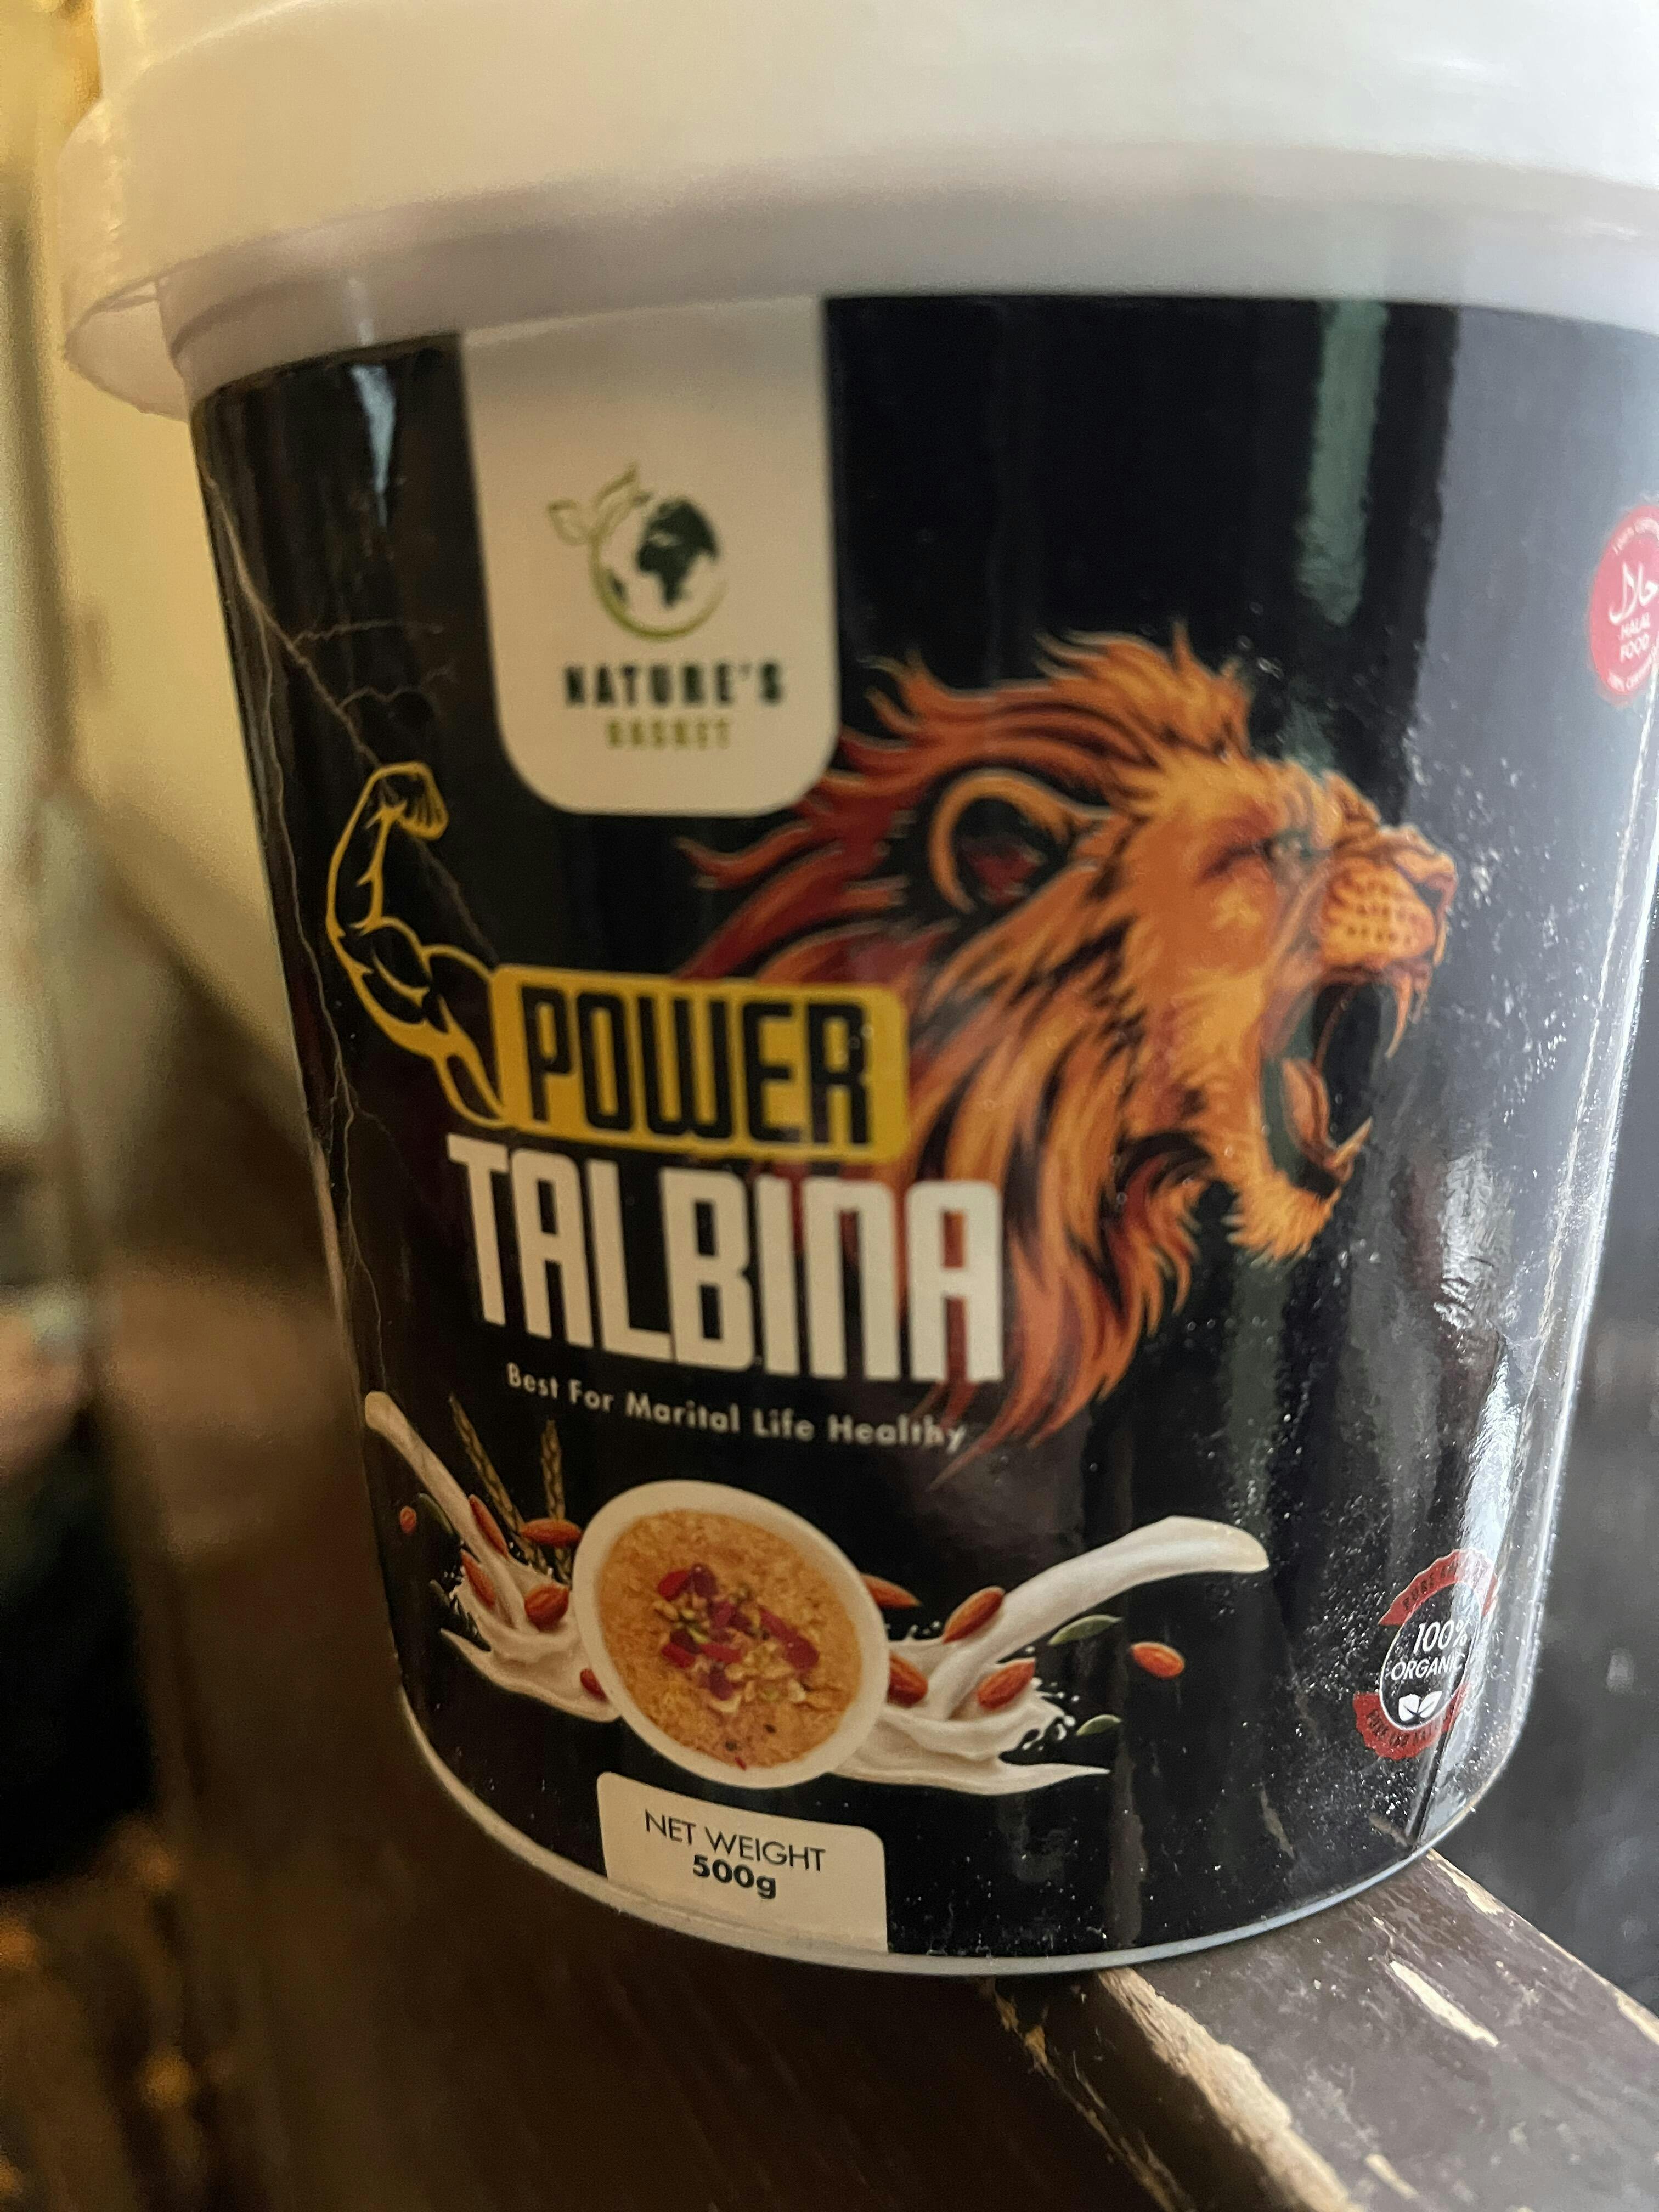 NATURE'S
BASKET
حلال
HALAL
FOOD
POWER
TALBINA
Best For Marital Life Healthy
100%
ORGANIC
NET WEIGHT
500g